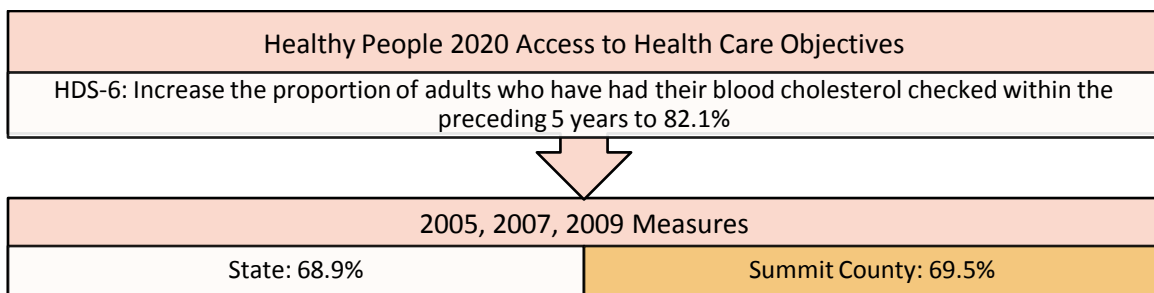 Healthy People 2020 Access to Health Care Objectives
HDS-6: Increase the proportion of adults who have had their blood cholesterol checked within the
preceding 5 years to 82.1%
2005, 2007, 2009 Measures
State: 68.9%
Summit County: 69.5%